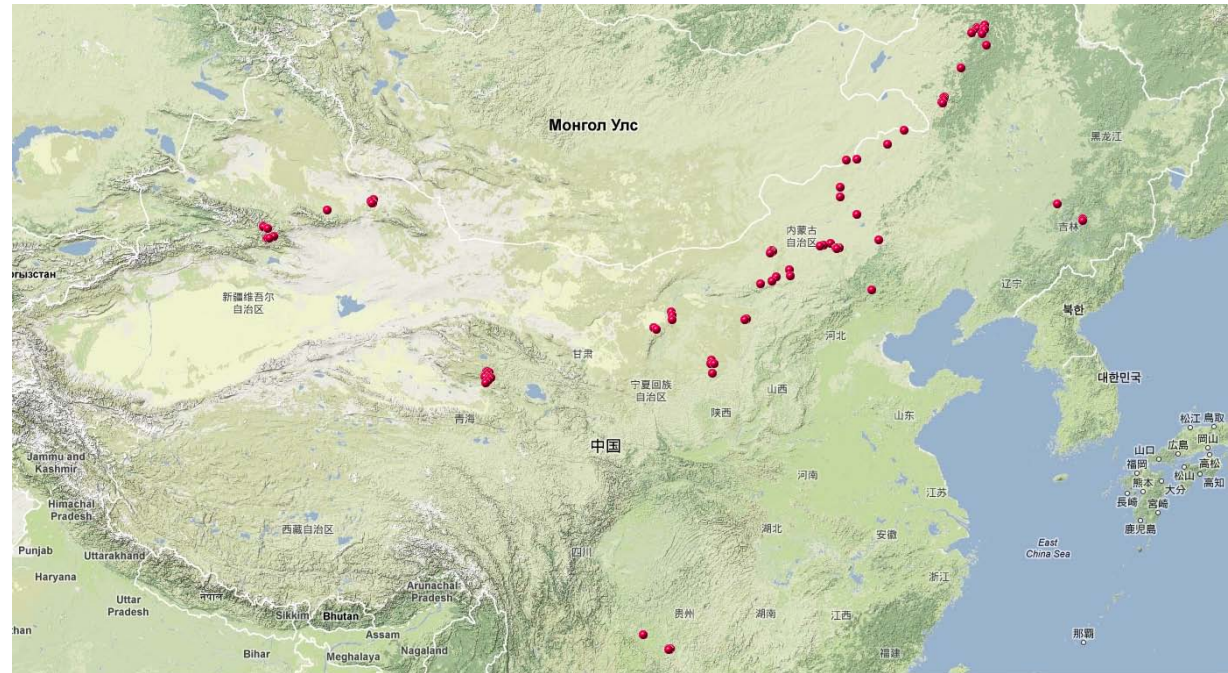 Монгол Улс
黑龙江
吉林
内蒙古
自治区
辽宁
북한
ргызстан
新疆维吾尔
自治区
河北
甘肃
宁夏回族
自治区
山西
대한민국
青海
陕西
山东
松江
鳥取
岡山
中国
山口
広島
高松
福岡
松山
高知
Jammu and
Kashmir
河南
熊本
大分
江苏
長崎
宮崎
Himachal
Pradesh
西藏自治区
湖北
安徽
鹿児島
Punjab
Uttarakhand
四川
East
China Sea
Haryana
Arunachal
Pradesh
浙江
Uttar
Pradesh
नेपाल
Sikkim
Bhutan
贵州
湖南
江西
Assam
那覇
Bihar
Meghalaya
Nagaland
福建